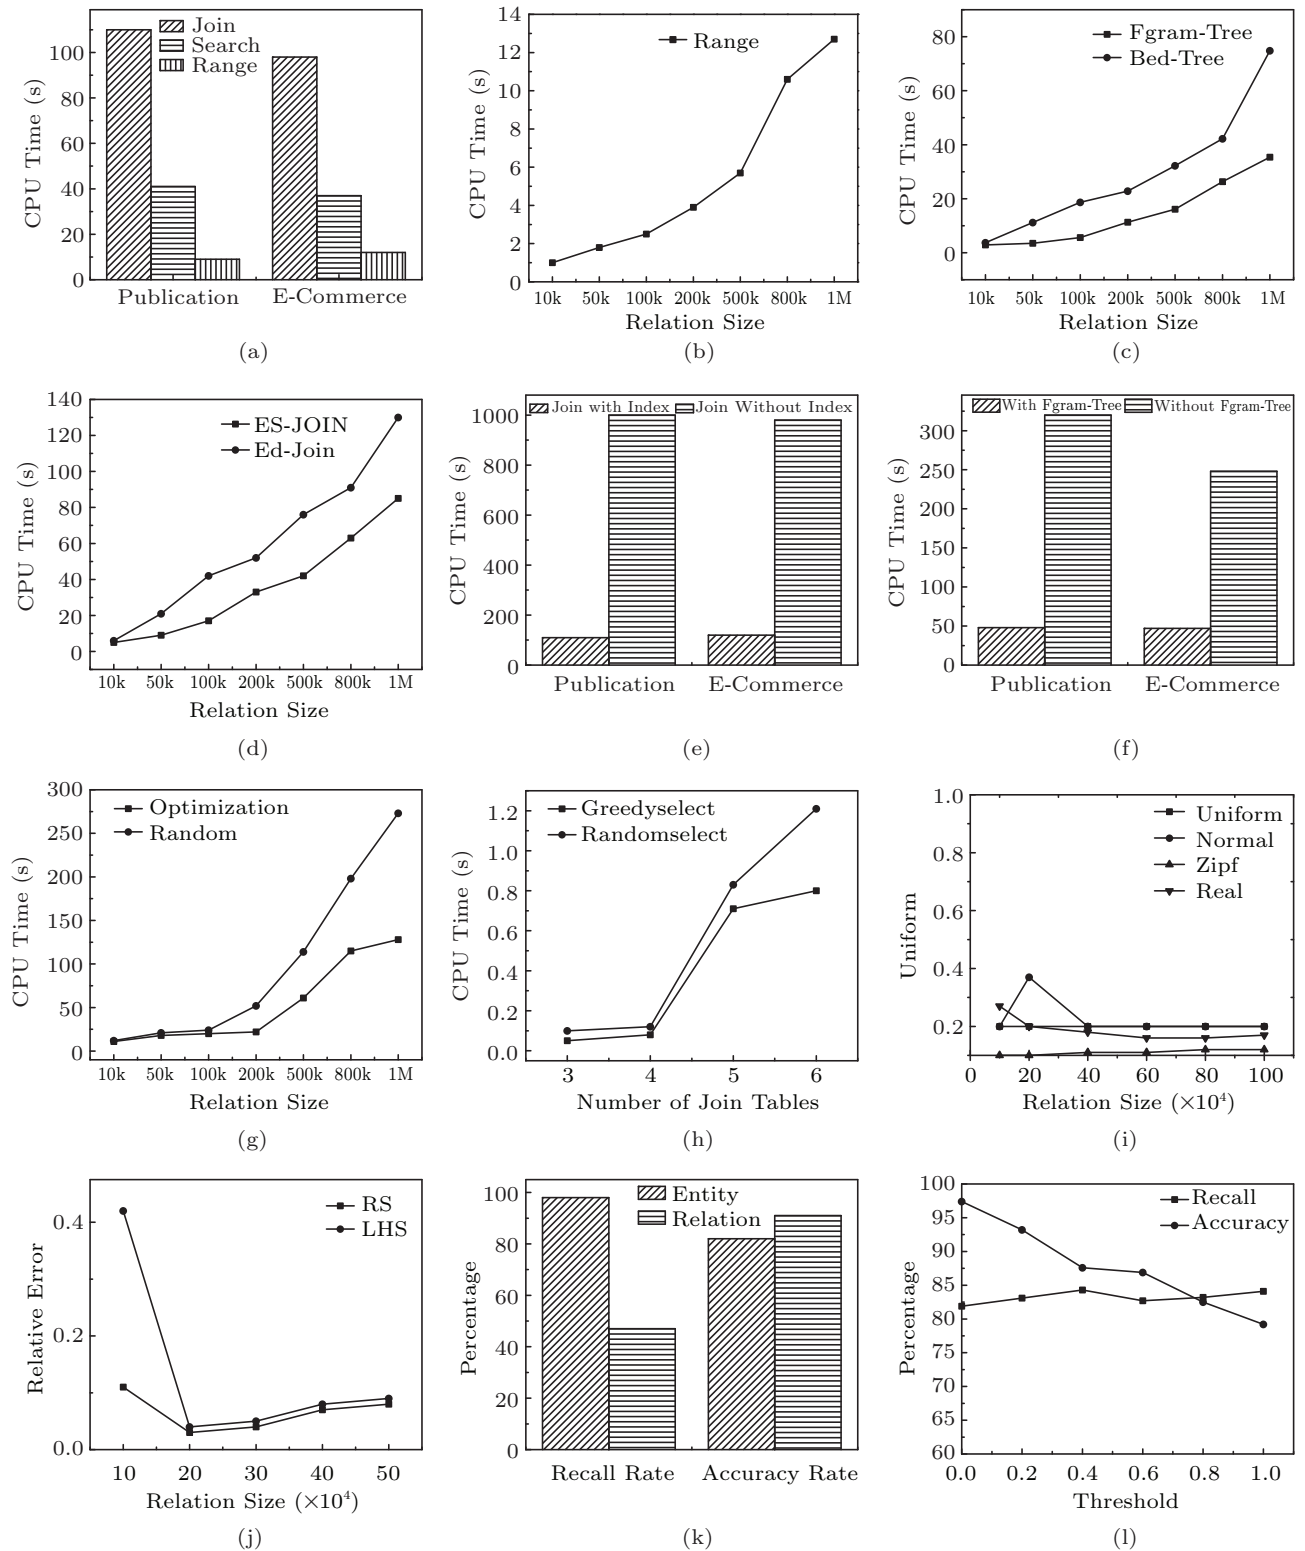 CPU Time (s)
100
80
60
40
20
0
Join
Search
Range
Publication E-Commerce
(a)
CPU Time (s)
14
12
10
8
6
4
2
0
Range
10k 50k 100k 200k 500k 800k 1M
Relation Size
(b)
CPU Time (s)
80
60
40
20
0
Fgram-Tree
Bed-Tree
10k 50k 100k 200k 500k 800k 1M
Relation Size
(c)
CPU Time (s)
140
120
100
80
60
40
20
0
ES-JOIN
Ed-Join
10k 50k 100k 200k 500k 800k 1M
Relation Size
(d)
CPU Time (s)
1000
800
600
400
200
0
Join with Index Join Without Index
Publication E-Commerce
(e)
CPU Time (s)
300
250
200
150
100
50
0
With Fgram-Tree Without Fgram-Tree
Publication E-Commerce
(f)
CPU Time (s)
300
250
200
150
100
50
0
Optimization
Random
10k 50k 100k 200k 500k 800k 1M
Relation Size
(g)
CPU Time (s)
1.2
1.0
0.8
0.6
0.4
0.2
0.0
Greedyselect
Randomselect
3 4 5 6
Number of Join Tables
(h)
Uniform
1.0
0.8
0.6
0.4
0.2
Uniform
Normal
Zipf
Real
0 20 40 60 80 100
Relation Size (×10⁴)
(i)
Relative Error
0.4
0.2
0.0
RS
LHS
10 20 30 40 50
Relation Size (×10⁴)
(j)
Percentage
100
80
60
40
20
0
Entity
Relation
Recall Rate Accuracy Rate
(k)
Percentage
100
95
90
85
80
75
70
65
60
Recall
Accuracy
0.0 0.2 0.4 0.6 0.8 1.0
Threshold
(l)